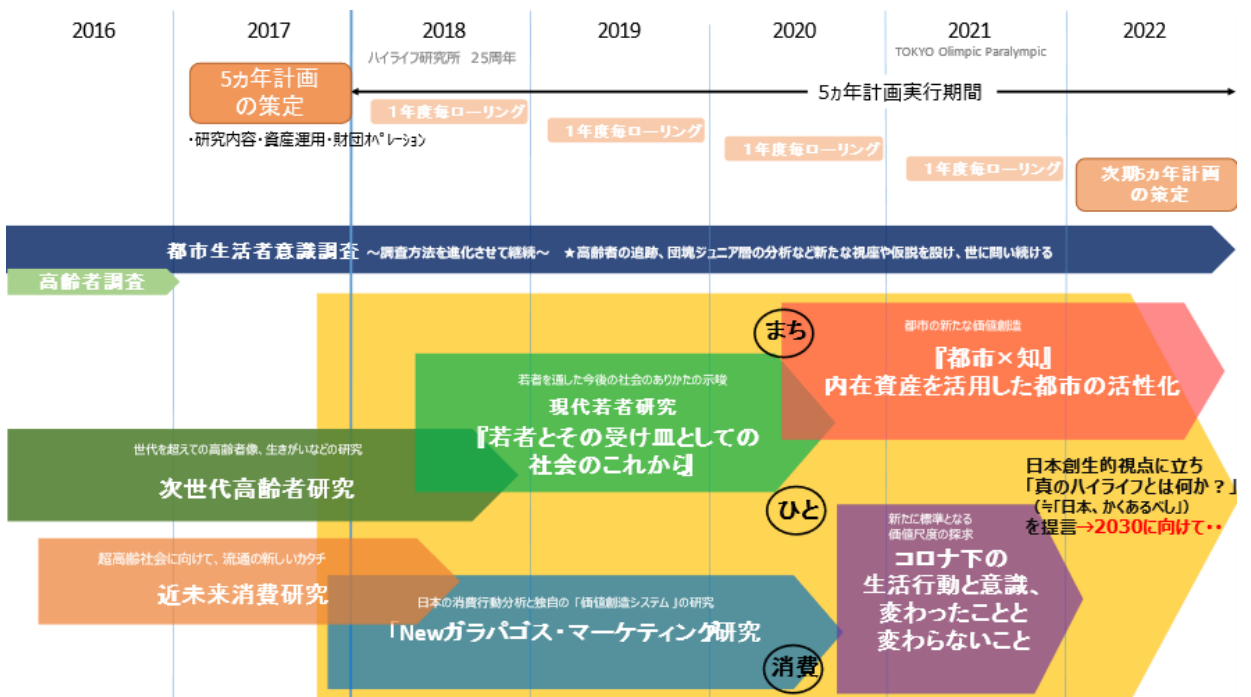 2016
2017
2018
2019
2020
2021
2022
ハイライフ研究所 25周年
TOKYO Olimpic Paralympic
5ヵ年計画
の策定
5ヵ年計画実行期間
1年度毎ローリング
1年度毎ローリング
1年度毎ローリング
1年度毎ローリング
・研究内容・資産運用・財団オペレーション
次期5ヵ年計画
の策定
都市生活者意識調査 ～調査方法を進化させて継続～ ★高齢者の追跡、団塊ジュニア層の分析など新たな視座や仮説を設け、世に問い続ける
高齢者調査
まち
都市の新たな価値創造
『都市×知』
内在資産を活用した都市の活性化
若者を通した今後の社会のありかたの示唆
現代若者研究
『若者とその受け皿としての
社会のこれから』
世代を超えての高齢者像、生きがいなどの研究
次世代高齢者研究
ひと
日本創生的視点に立ち
「真のハイライフとは何か？」
（≒「日本、かくあるべし」）
を提言→2030に向けて・・
新たに標準となる
価値尺度の探求
コロナ下の
生活行動と意識、
変わったことと
変わらないこと
超高齢社会に向けて、流通の新しいカタチ
近未来消費研究
日本の消費行動分析と独自の「価値創造システム」の研究
「Newガラパゴス・マーケティング」研究
消費